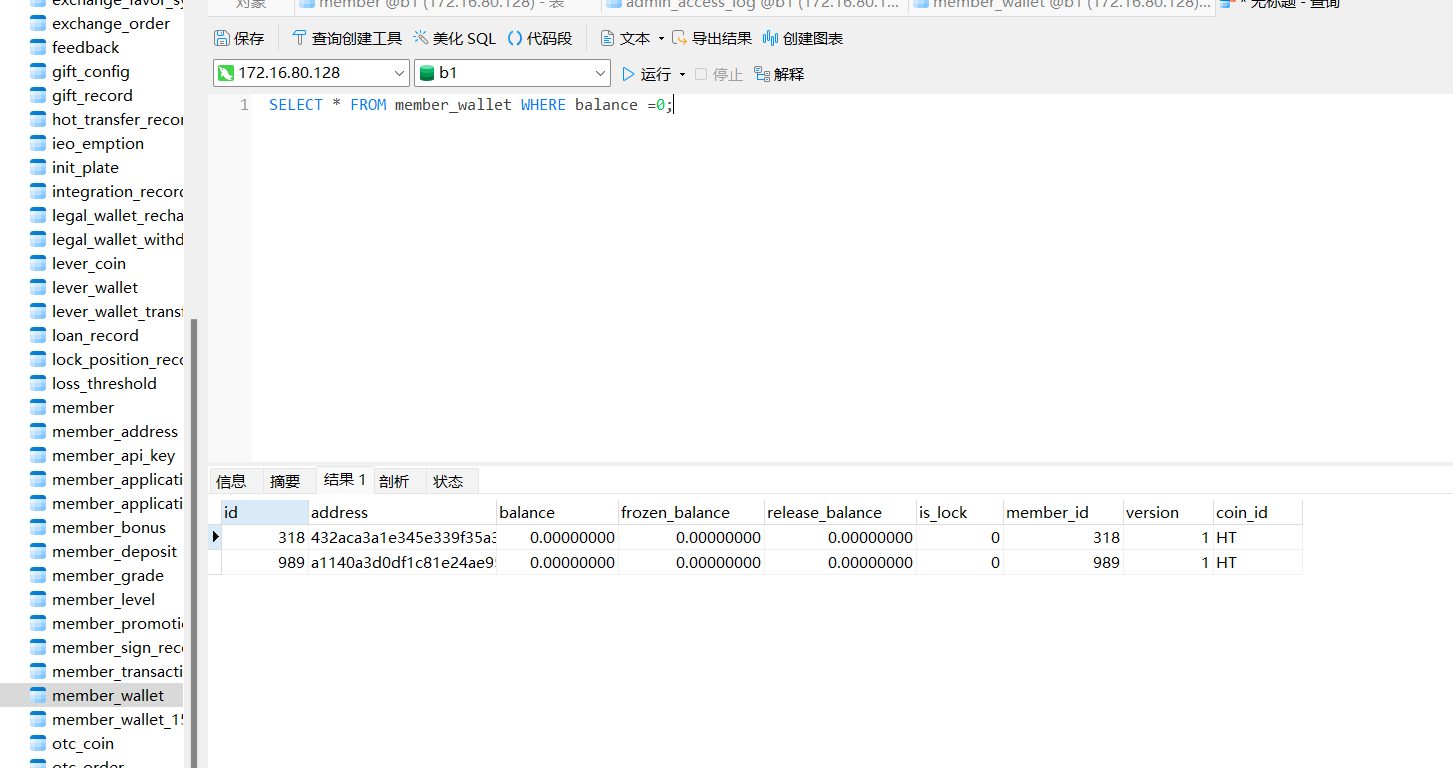 对象 member @b1 (172.16.80.128) - 表 admin_access_log @b1 (172.16.80.1... member_wallet @b1 (172.16.80.128)... * 无标题 - 查询
保存 查询创建工具 美化 SQL () 代码段 文本 导出结果 创建图表
172.16.80.128 b1 运行 停止 解释
1 SELECT * FROM member_wallet WHERE balance =0;
exchange_order
feedback
gift_config
gift_record
hot_transfer_recor
ieo_emption
init_plate
integration_record
legal_wallet_recha
legal_wallet_withd
lever_coin
lever_wallet
lever_wallet_transf
loan_record
lock_position_reco
loss_threshold
member
member_address
member_api_key
member_applicati
member_applicati
member_bonus
member_deposit
member_grade
member_level
member_promoti
member_sign_reco
member_transacti
member_wallet
member_wallet_15
otc_coin
otc_order
信息 摘要 结果 1 剖析 状态
id address balance frozen_balance release_balance is_lock member_id version coin_id
318 432aca3a1e345e339f35a3 0.00000000 0.00000000 0.00000000 0 318 1 HT
989 a1140a3d0df1c81e24ae9 0.00000000 0.00000000 0.00000000 0 989 1 HT